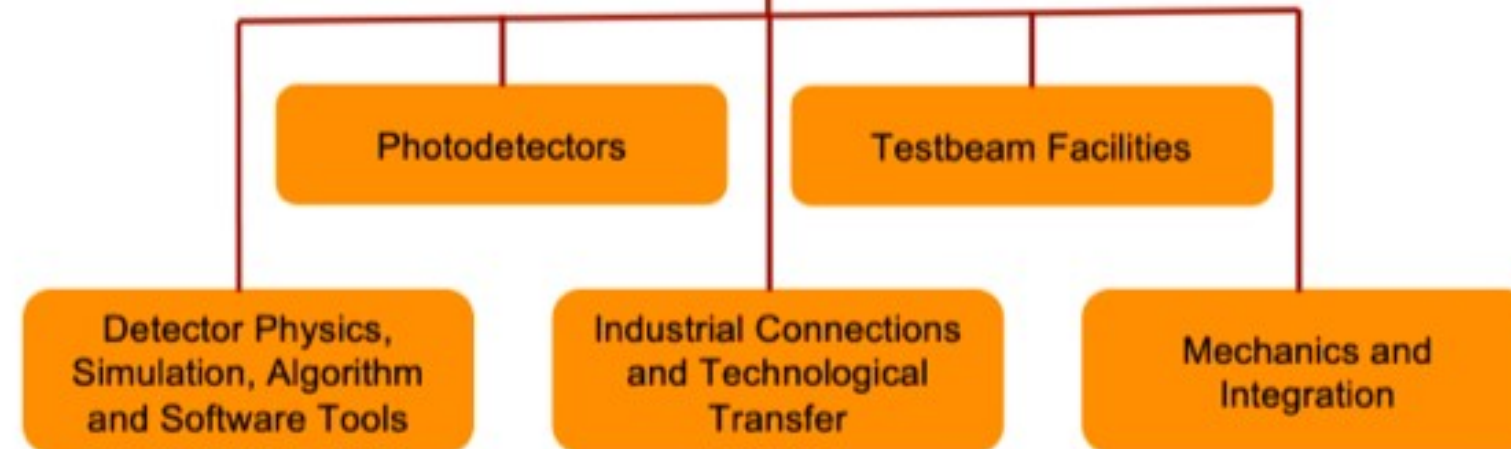 Photodetectors
Testbeam Facilities
Detector Physics,
Simulation, Algorithm
and Software Tools
Industrial Connections
and Technological
Transfer
Mechanics and
Integration